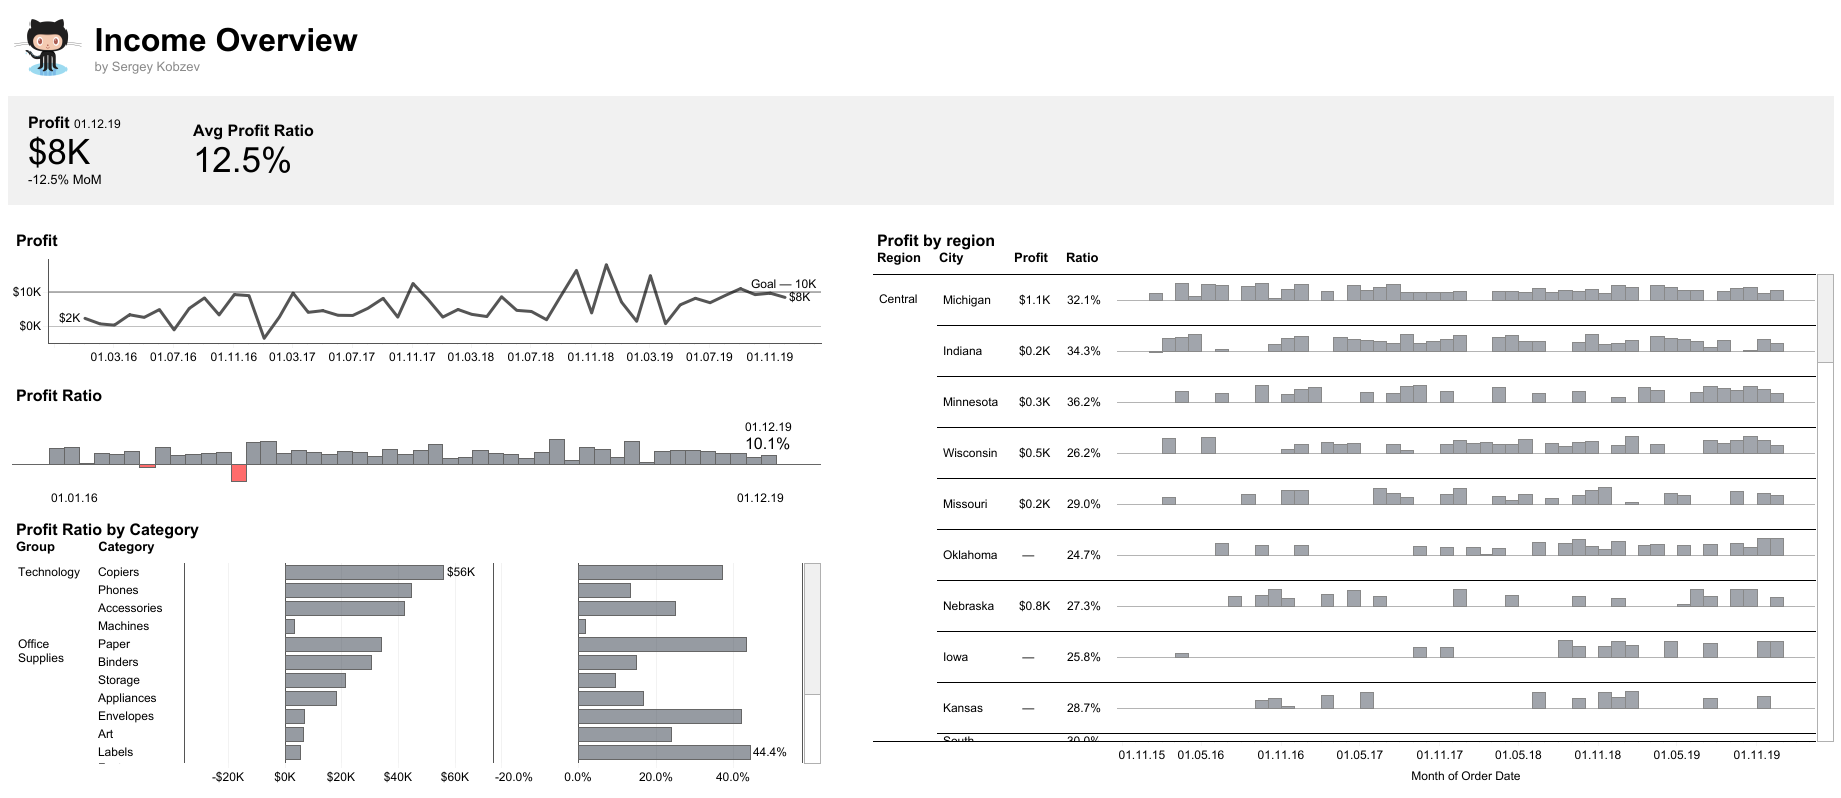 Income Overview
by Sergey Kobzev
Profit 01.12.19
$8K
-12.5% MoM
Avg Profit Ratio
12.5%
Profit
$10K
$0K
$2K
Goal — 10K
$8K
01.03.16 01.07.16 01.11.16 01.03.17 01.07.17 01.11.17 01.03.18 01.07.18 01.11.18 01.03.19 01.07.19 01.11.19
Profit Ratio
01.12.19
10.1%
01.01.16 01.12.19
Profit Ratio by Category
Group Category
Technology Copiers $56K
Phones
Accessories
Machines
Office Supplies Paper
Binders
Storage
Appliances
Envelopes
Art
Labels 44.4%
-$20K $0K $20K $40K $60K -20.0% 0.0% 20.0% 40.0%
Profit by region
Region City Profit Ratio
Central Michigan $1.1K 32.1%
Indiana $0.2K 34.3%
Minnesota $0.3K 36.2%
Wisconsin $0.5K 26.2%
Missouri $0.2K 29.0%
Oklahoma — 24.7%
Nebraska $0.8K 27.3%
Iowa — 25.8%
Kansas — 28.7%
South 30.0%
01.11.15 01.05.16 01.11.16 01.05.17 01.11.17 01.05.18 01.11.18 01.05.19 01.11.19
Month of Order Date